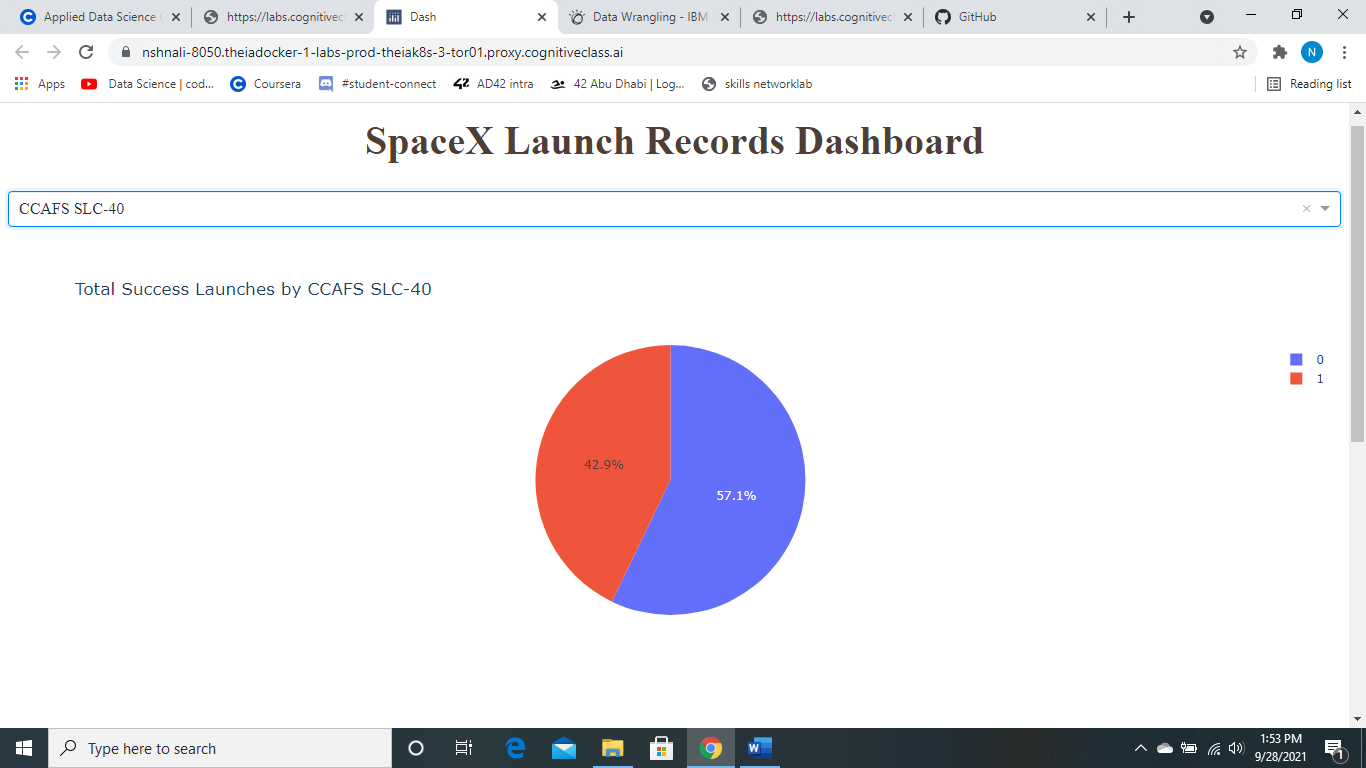 Applied Data Science C
https://labs.cognitivecl
Dash
Data Wrangling - IBM
https://labs.cognitivec
GitHub
nshnali-8050.theiadocker-1-labs-prod-theiak8s-3-tor01.proxy.cognitiveclass.ai
N
Apps
Data Science | cod...
Coursera
#student-connect
AD42 intra
42 Abu Dhabi | Log...
skills networklab
Reading list
SpaceX Launch Records Dashboard
CCAFS SLC-40
Total Success Launches by CCAFS SLC-40
0
1
42.9%
57.1%
Type here to search
1:53 PM
9/28/2021
1